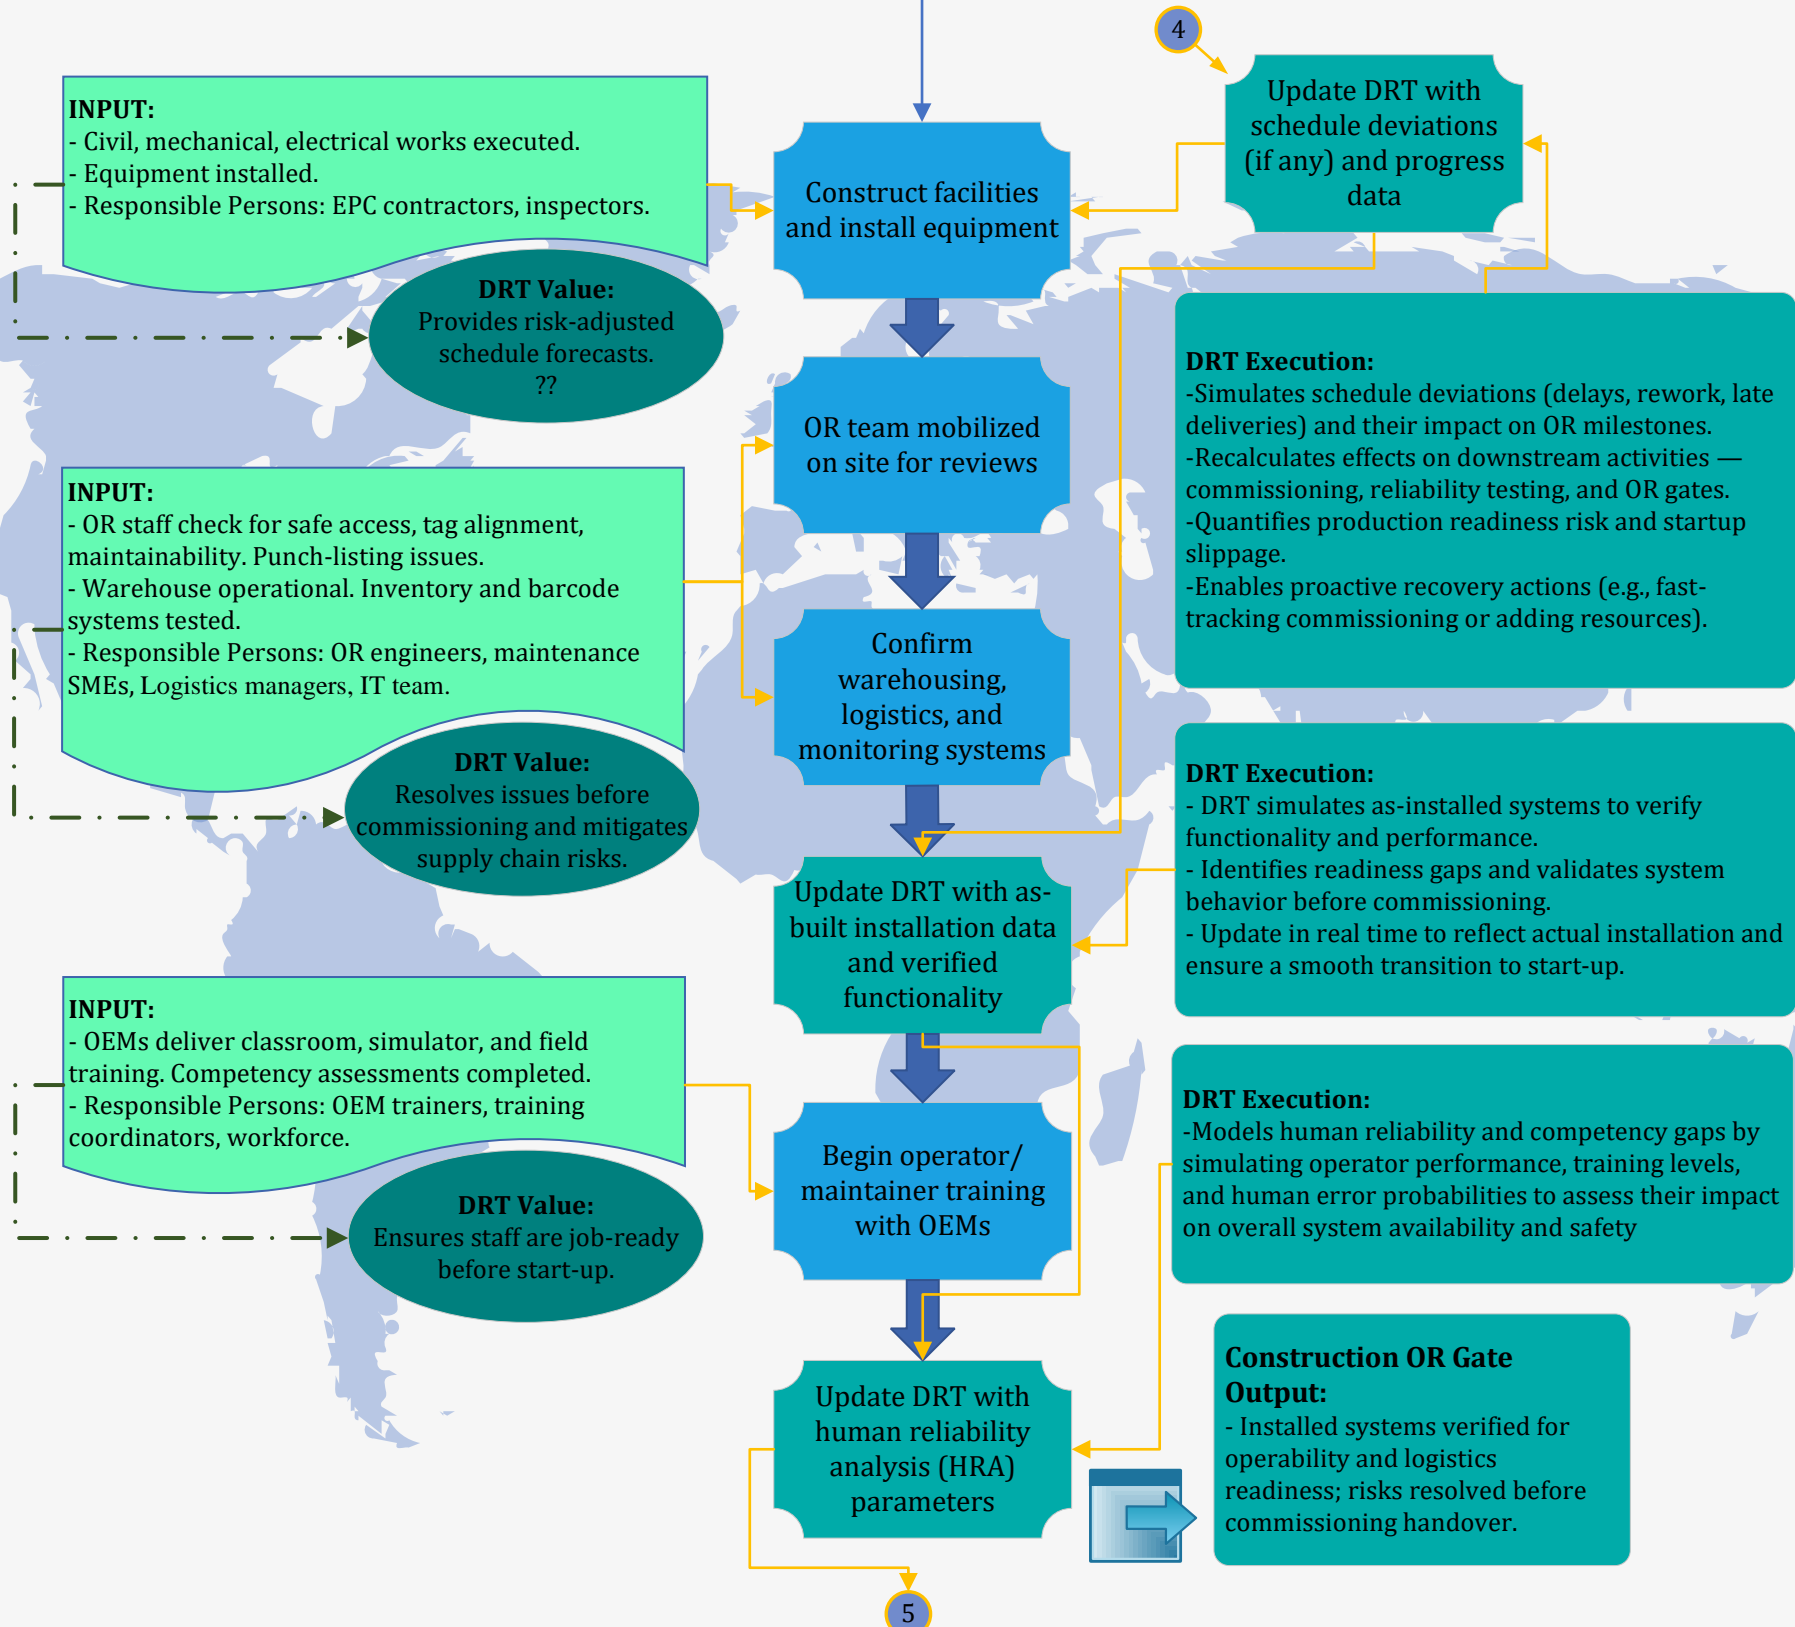 4
Update DRT with
schedule deviations
(if any) and progress
data
INPUT:
- Civil, mechanical, electrical works executed.
- Equipment installed.
- Responsible Persons: EPC contractors, inspectors.
Construct facilities
and install equipment
DRT Value:
Provides risk-adjusted
schedule forecasts.
??
DRT Execution:
-Simulates schedule deviations (delays, rework, late
deliveries) and their impact on OR milestones.
-Recalculates effects on downstream activities —
commissioning, reliability testing, and OR gates.
-Quantifies production readiness risk and startup
slippage.
-Enables proactive recovery actions (e.g., fast-
tracking commissioning or adding resources).
OR team mobilized
on site for reviews
INPUT:
- OR staff check for safe access, tag alignment,
maintainability. Punch-listing issues.
- Warehouse operational. Inventory and barcode
systems tested.
- Responsible Persons: OR engineers, maintenance
SMEs, Logistics managers, IT team.
Confirm
warehousing,
logistics, and
monitoring systems
DRT Value:
Resolves issues before
commissioning and mitigates
supply chain risks.
DRT Execution:
- DRT simulates as-installed systems to verify
functionality and performance.
- Identifies readiness gaps and validates system
behavior before commissioning.
- Update in real time to reflect actual installation and
ensure a smooth transition to start-up.
Update DRT with as-
built installation data
and verified
functionality
INPUT:
- OEMs deliver classroom, simulator, and field
training. Competency assessments completed.
- Responsible Persons: OEM trainers, training
coordinators, workforce.
Begin operator/
maintainer training
with OEMs
DRT Value:
Ensures staff are job-ready
before start-up.
DRT Execution:
-Models human reliability and competency gaps by
simulating operator performance, training levels,
and human error probabilities to assess their impact
on overall system availability and safety
Update DRT with
human reliability
analysis (HRA)
parameters
Construction OR Gate
Output:
- Installed systems verified for
operability and logistics
readiness; risks resolved before
commissioning handover.
5